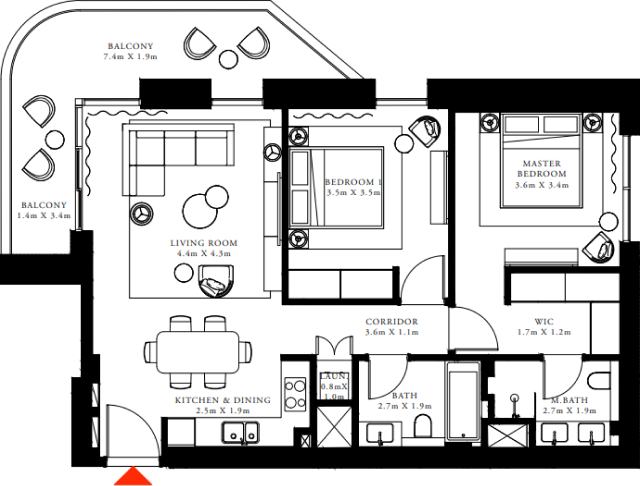 BALCONY
7.4m X 1.9m
BALCONY
1.4m X 3.4m
LIVING ROOM
4.4m X 4.3m
BEDROOM 1
3.5m X 3.5m
MASTER
BEDROOM
3.6m X 3.4m
CORRIDOR
3.6m X 1.1m
WIC
1.7m X 1.2m
KITCHEN & DINING
2.5m X 1.9m
LAUN.
0.8mX
1.0m
BATH
2.7m X 1.9m
M.BATH
2.7m X 1.9m